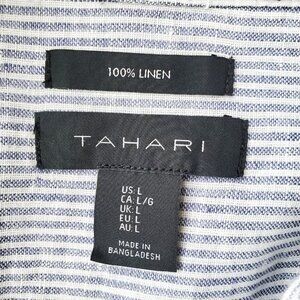 100% LINEN
TAHARI
US: L
CA: L/G
UK: L
EU: L
AU: L
MADE IN
BANGLADESH